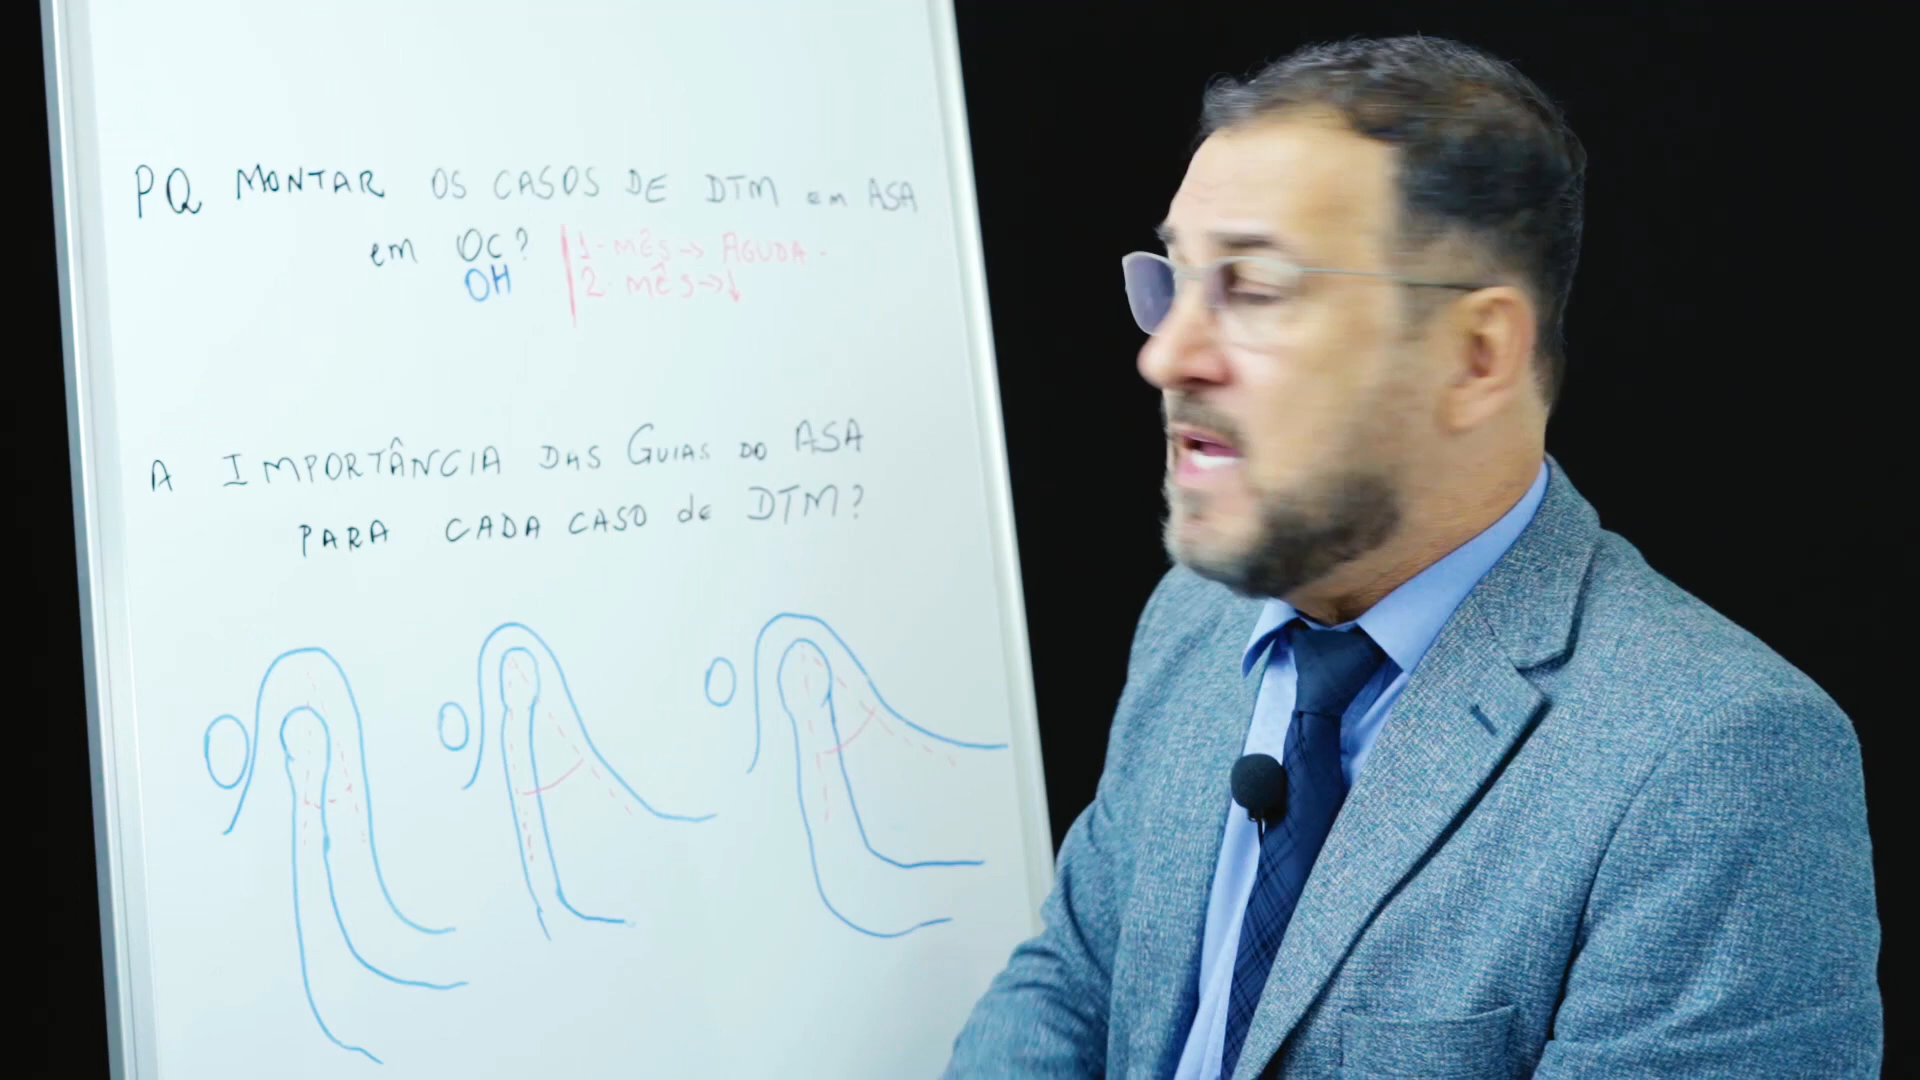 PQ MONTAR OS CASOS DE DTM em ASA
em OC?
OH
1. mês → AGUDA.
2. mês → ↓
A IMPORTÂNCIA DAS GUIAS DO ASA
PARA CADA CASO de DTM?